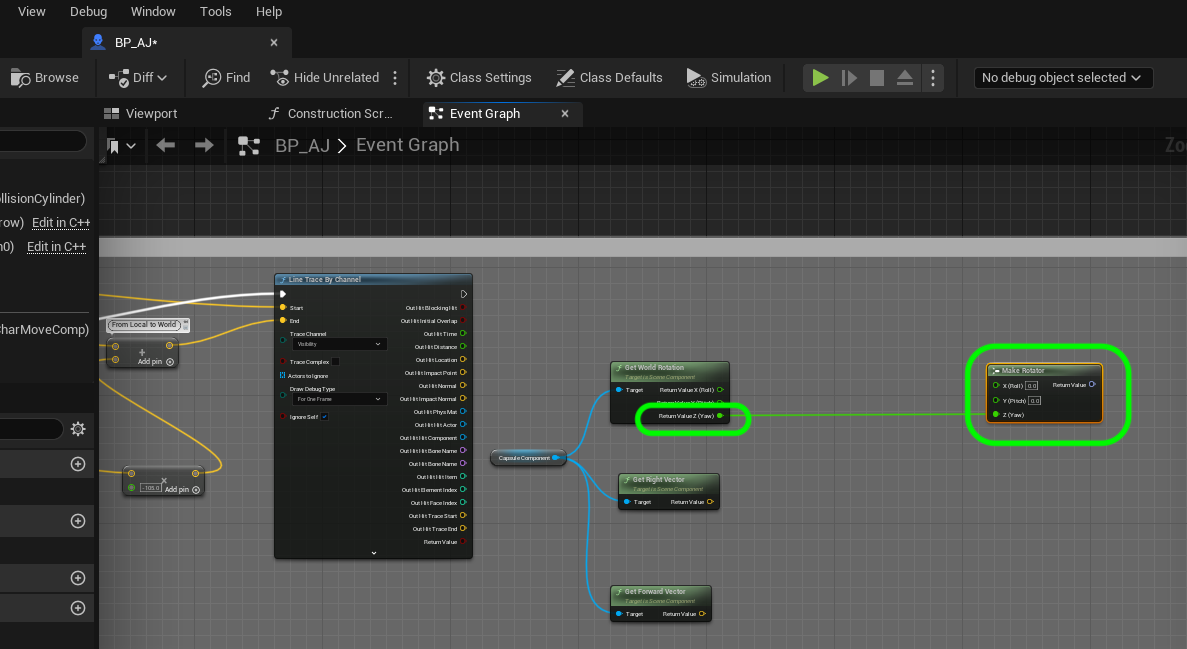 View Debug Window Tools Help
BP_AJ*
Browse Diff Find Hide Unrelated Class Settings Class Defaults Simulation No debug object selected
Viewport Construction Scr... Event Graph
BP_AJ > Event Graph Zo
llisionCylinder)
row) Edit in C++
n0) Edit in C++
CharMoveComp)
From Local to World
Add pin
-105.0
Add pin
Line Trace By Channel
Start Out Hit Blocking Hit
End Out Hit Initial Overlap
Trace Channel Out Hit Time
Visibility Out Hit Distance
Trace Complex Out Hit Location
Actors to Ignore Out Hit Impact Point
Draw Debug Type Out Hit Normal
For One Frame Out Hit Impact Normal
Ignore Self Out Hit Phys Mat
Out Hit Hit Actor
Out Hit Hit Component
Out Hit Hit Bone Name
Out Hit Bone Name
Out Hit Hit Item
Out Hit Element Index
Out Hit Face Index
Out Hit Trace Start
Out Hit Trace End
Return Value
Capsule Component
Get World Rotation
Target is Scene Component
Target Return Value X (Roll)
Return Value Y (Pitch)
Return Value Z (Yaw)
Get Right Vector
Target is Scene Component
Target Return Value
Get Forward Vector
Target is Scene Component
Target Return Value
Make Rotator
X (Roll) 0.0 Return Value
Y (Pitch) 0.0
Z (Yaw)